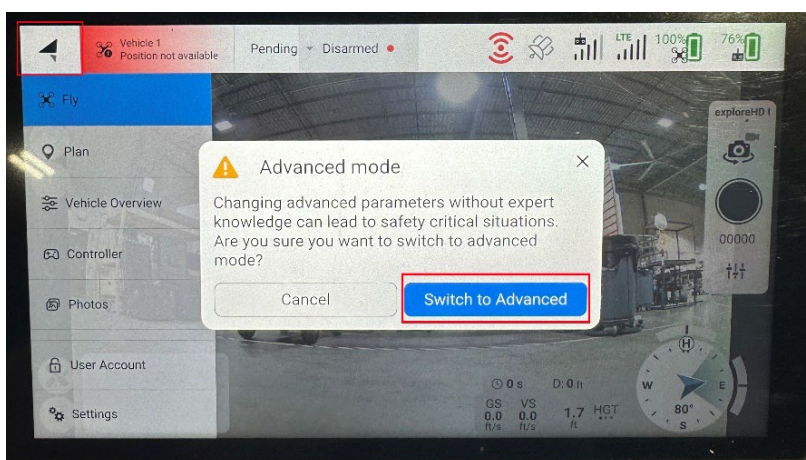 Vehicle 1
Position not available
Pending
Disarmed
LTE
100%
76%
Fly
exploreHD
Plan
Advanced mode
Vehicle Overview
Changing advanced parameters without expert
knowledge can lead to safety critical situations.
Are you sure you want to switch to advanced
mode?
Controller
00000
Photos
Cancel
Switch to Advanced
User Account
H
0 s
D: 0 ft
W
E
GS
VS
0.0
0.0
1.7
HGT
80°
ft/s
ft/s
ft
S
Settings